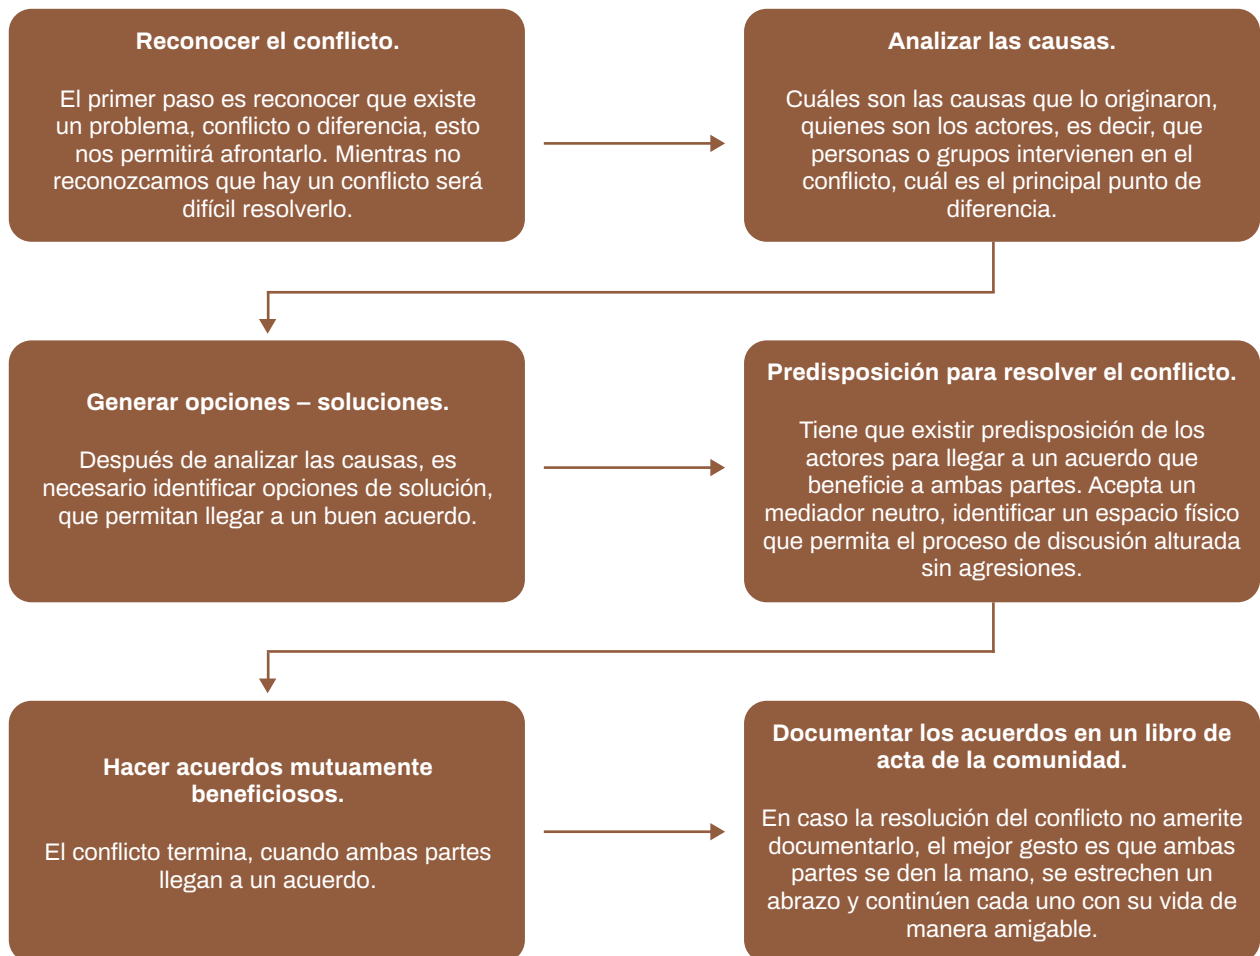 Reconocer el conflicto.
El primer paso es reconocer que existe
un problema, conflicto o diferencia, esto
nos permitirá afrontarlo. Mientras no
reconozcamos que hay un conflicto será
difícil resolverlo.
Analizar las causas.
Cuáles son las causas que lo originaron,
quienes son los actores, es decir, que
personas o grupos intervienen en el
conflicto, cuál es el principal punto de
diferencia.
Generar opciones – soluciones.
Después de analizar las causas, es
necesario identificar opciones de solución,
que permitan llegar a un buen acuerdo.
Predisposición para resolver el conflicto.
Tiene que existir predisposición de los
actores para llegar a un acuerdo que
beneficie a ambas partes. Acepta un
mediador neutro, identificar un espacio físico
que permita el proceso de discusión alturada
sin agresiones.
Hacer acuerdos mutuamente
beneficiosos.
El conflicto termina, cuando ambas partes
llegan a un acuerdo.
Documentar los acuerdos en un libro de
acta de la comunidad.
En caso la resolución del conflicto no amerite
documentarlo, el mejor gesto es que ambas
partes se den la mano, se estrechen un
abrazo y continúen cada uno con su vida de
manera amigable.